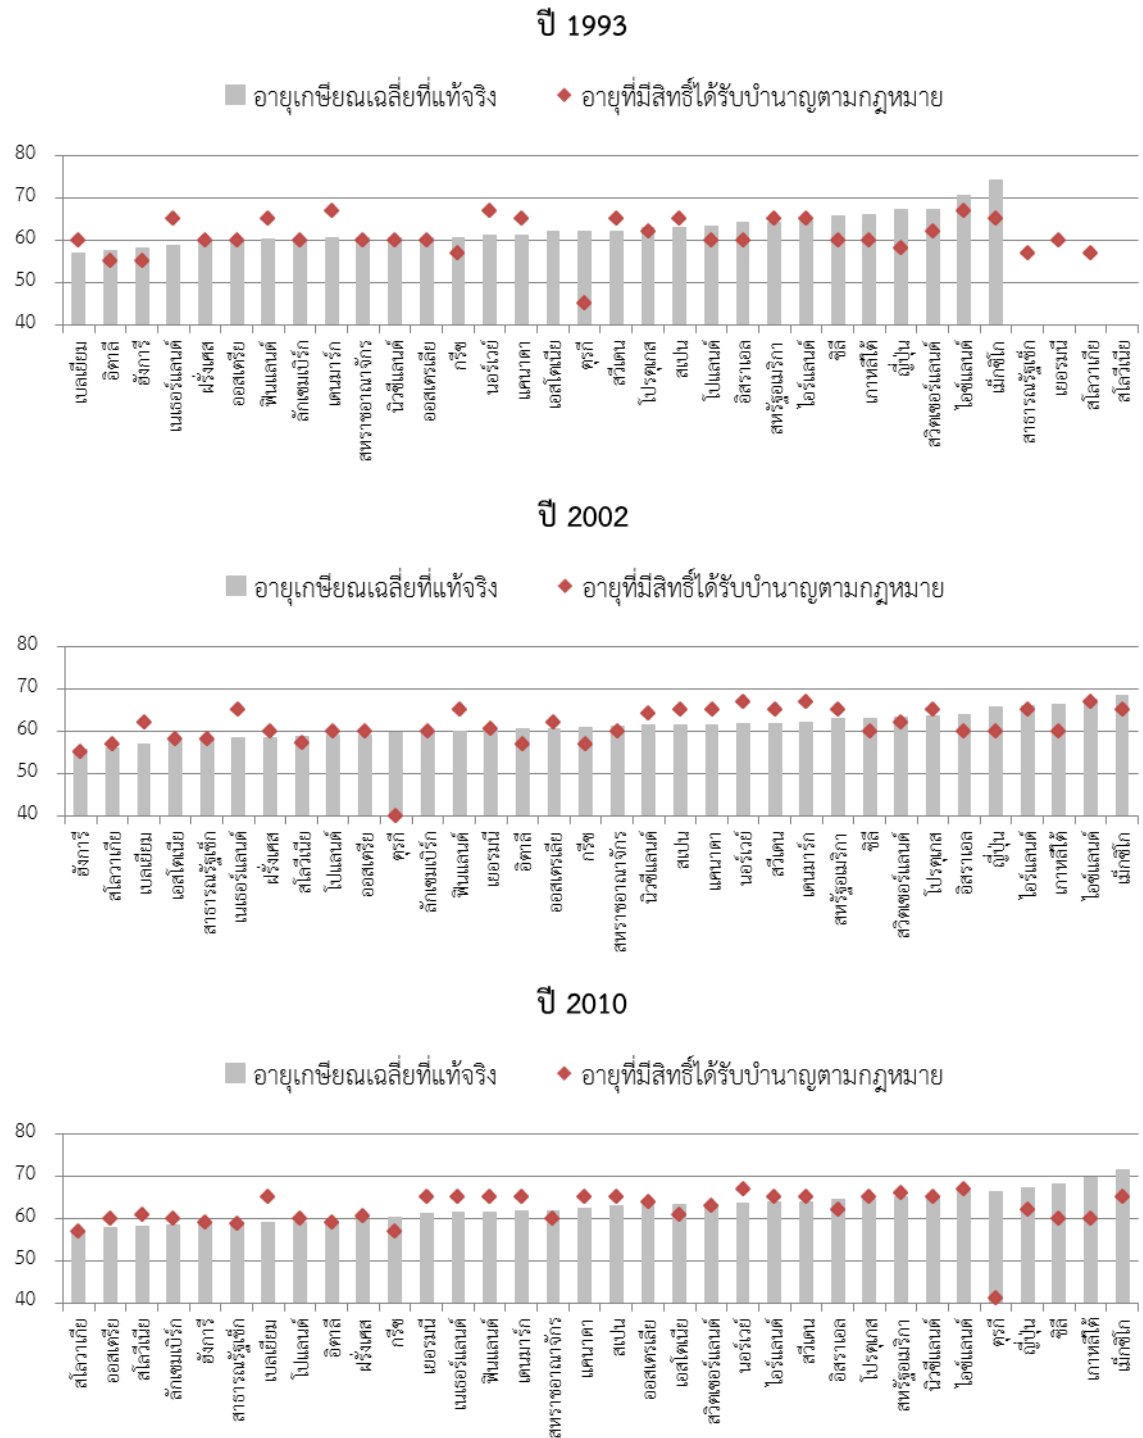 ปี 1993
อายุเกษียณเฉลี่ยที่แท้จริง อายุที่มีสิทธิ์ได้รับบำนาญตามกฎหมาย
80
70
60
50
40
เบลเยียม อิตาลี ฮังการี เนเธอร์แลนด์ ฝรั่งเศส ออสเตรีย ฟินแลนด์ ลักเซมเบิร์ก เดนมาร์ก สหราชอาณาจักร นิวซีแลนด์ ออสเตรเลีย กรีซ นอร์เวย์ แคนาดา เอสโตเนีย ตุรกี สวีเดน โปรตุเกส สเปน โปแลนด์ อิสราเอล สหรัฐอเมริกา ไอร์แลนด์ ชิลี เกาหลีใต้ ญี่ปุ่น สวิตเซอร์แลนด์ ไอซ์แลนด์ เม็กซิโก สาธารณรัฐเช็ก เยอรมนี สโลวาเกีย สโลวีเนีย
ปี 2002
อายุเกษียณเฉลี่ยที่แท้จริง อายุที่มีสิทธิ์ได้รับบำนาญตามกฎหมาย
80
70
60
50
40
ฮังการี สโลวาเกีย เบลเยียม เอสโตเนีย สาธารณรัฐเช็ก เนเธอร์แลนด์ ฝรั่งเศส สโลวีเนีย โปแลนด์ ออสเตรีย ตุรกี ลักเซมเบิร์ก ฟินแลนด์ เยอรมนี อิตาลี ออสเตรเลีย กรีซ สหราชอาณาจักร นิวซีแลนด์ สเปน แคนาดา นอร์เวย์ สวีเดน เดนมาร์ก สหรัฐอเมริกา ชิลี สวิตเซอร์แลนด์ โปรตุเกส อิสราเอล ญี่ปุ่น ไอร์แลนด์ เกาหลีใต้ ไอซ์แลนด์ เม็กซิโก
ปี 2010
อายุเกษียณเฉลี่ยที่แท้จริง อายุที่มีสิทธิ์ได้รับบำนาญตามกฎหมาย
80
70
60
50
40
สโลวาเกีย ออสเตรีย สโลวีเนีย ลักเซมเบิร์ก ฮังการี สาธารณรัฐเช็ก เบลเยียม โปแลนด์ อิตาลี ฝรั่งเศส กรีซ เยอรมนี เนเธอร์แลนด์ ฟินแลนด์ เดนมาร์ก สหราชอาณาจักร แคนาดา สเปน ออสเตรเลีย เอสโตเนีย สวิตเซอร์แลนด์ นอร์เวย์ ไอร์แลนด์ สวีเดน อิสราเอล โปรตุเกส สหรัฐอเมริกา นิวซีแลนด์ ไอซ์แลนด์ ตุรกี ญี่ปุ่น ชิลี เกาหลีใต้ เม็กซิโก